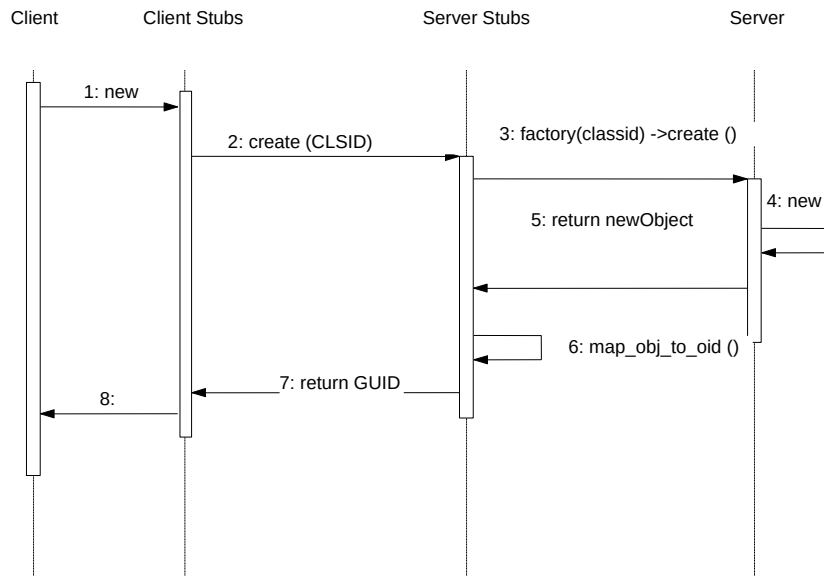 Client
Client Stubs
Server Stubs
Server
1: new
2: create (CLSID)
3: factory(classid) ->create ()
4: new
5: return newObject
6: map_obj_to_oid ()
7: return GUID
8: